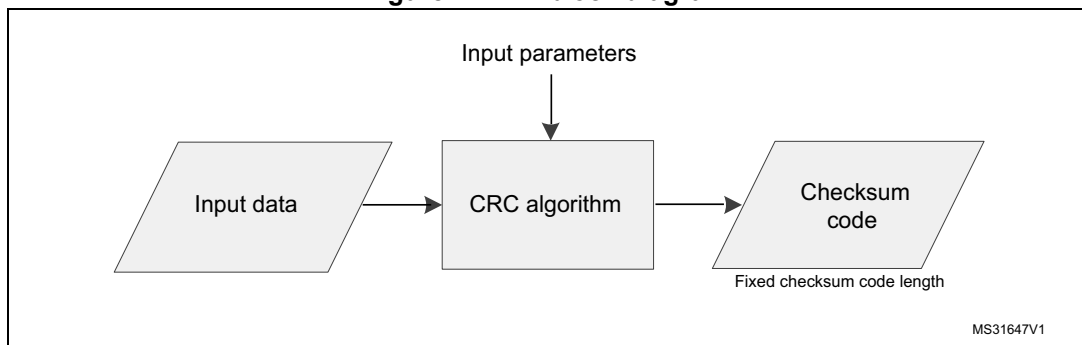 Input parameters
Input data
CRC algorithm
Checksum
code
Fixed checksum code length
MS31647V1